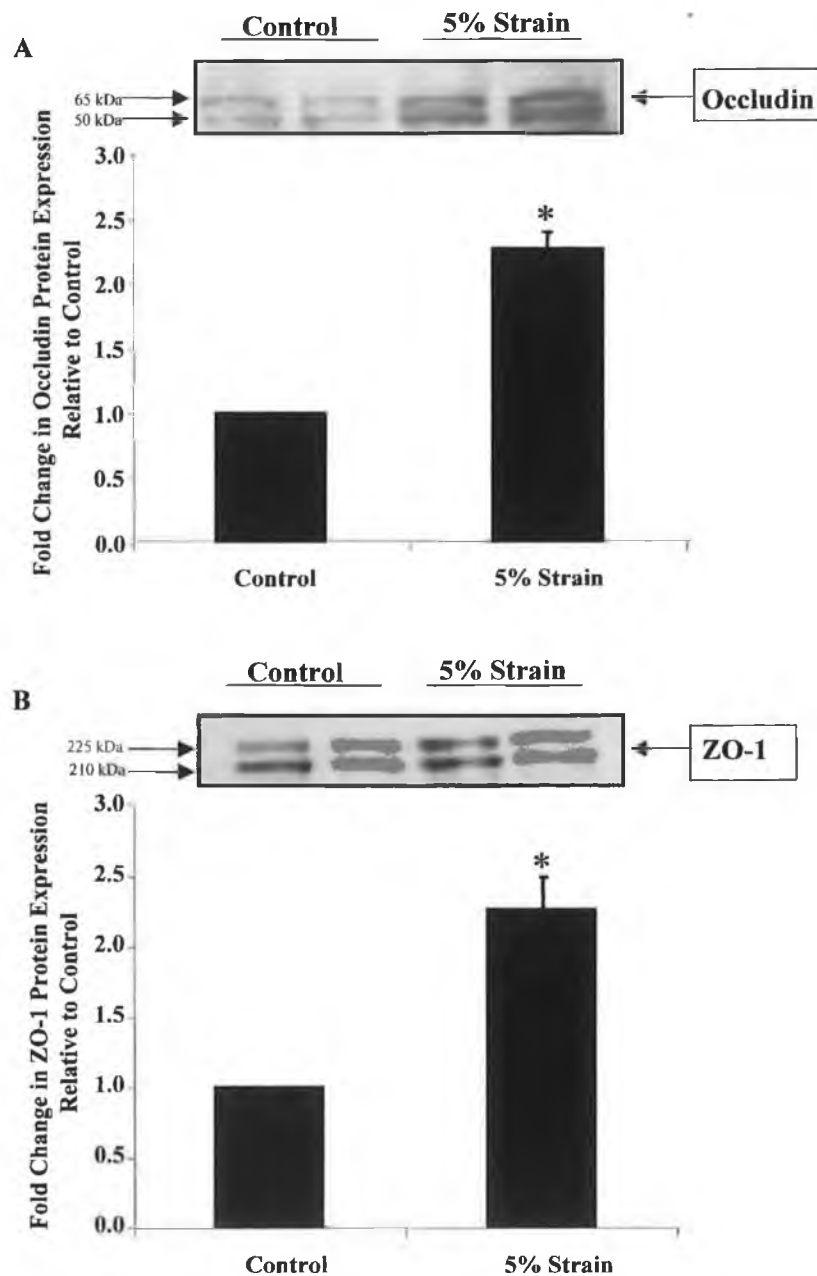 A
Control 5% Strain
65 kDa
50 kDa
Occludin
Fold Change in Occludin Protein Expression
Relative to Control
3.0
2.5
*
2.0
1.5
1.0
0.5
0.0
Control 5% Strain
B
Control 5% Strain
225 kDa
210 kDa
ZO-1
Fold Change in ZO-1 Protein Expression
Relative to Control
3.0
2.5
*
2.0
1.0
0.5
0.0
Control 5% Strain